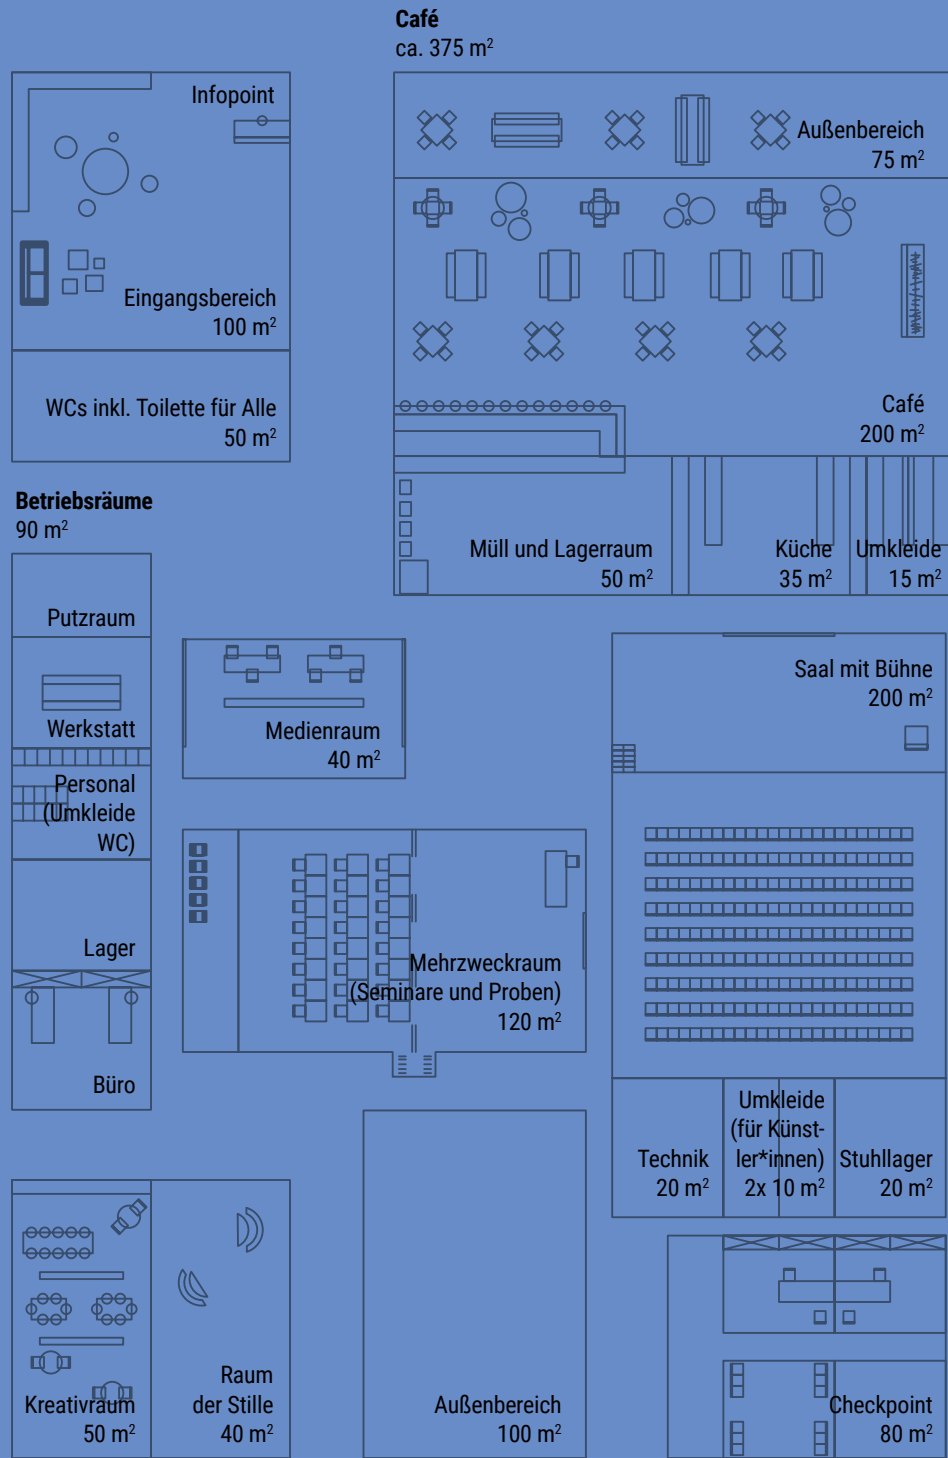 Café
ca. 375 m²
Infopoint
Außenbereich
75 m²
Eingangsbereich
100 m²
WCs inkl. Toilette für Alle
50 m²
Café
200 m²
Betriebsräume
90 m²
Müll und Lagerraum
50 m²
Küche
35 m²
Umkleide
15 m²
Putzraum
Werkstatt
Personal
(Umkleide
WC)
Lager
Büro
Medienraum
40 m²
Saal mit Bühne
200 m²
Mehrzweckraum
(Seminare und Proben)
120 m²
Technik
20 m²
Umkleide
(für Künst-
ler*innen)
2x 10 m²
Stuhllager
20 m²
Kreativraum
50 m²
Raum
der Stille
40 m²
Außenbereich
100 m²
Checkpoint
80 m²